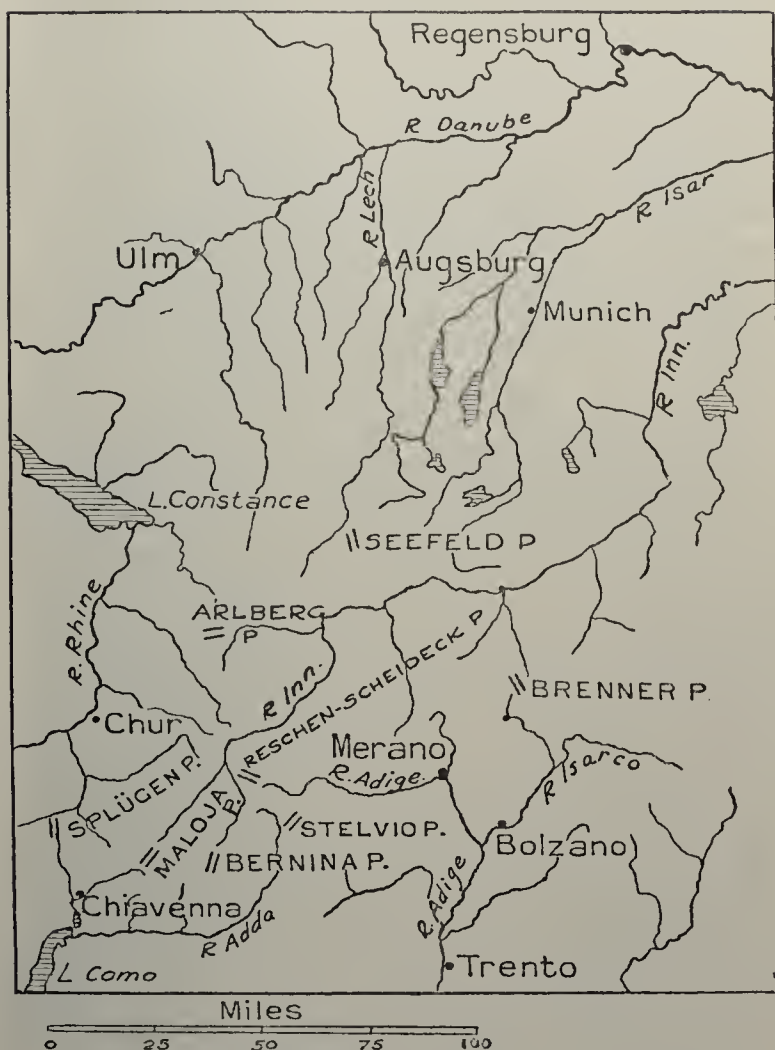 Regensburg
R Danube
R Lech
R Isar
Ulm
Augsburg
Munich
R Inn.
L. Constance
SEEFELD P
R. Rhine
ARLBERG
P
R Inn.
RESCHEN-SCHEIDECK P
BRENNER P.
Chur
Merano
R. Adige.
R Isarco
SPLÜGEN P.
MALOJA
P.
STELVIO P.
Bolzano
BERNINA P.
Chiavenna
R. Adige
R Adda
L Como
Trento
Miles
0 25 50 75 100